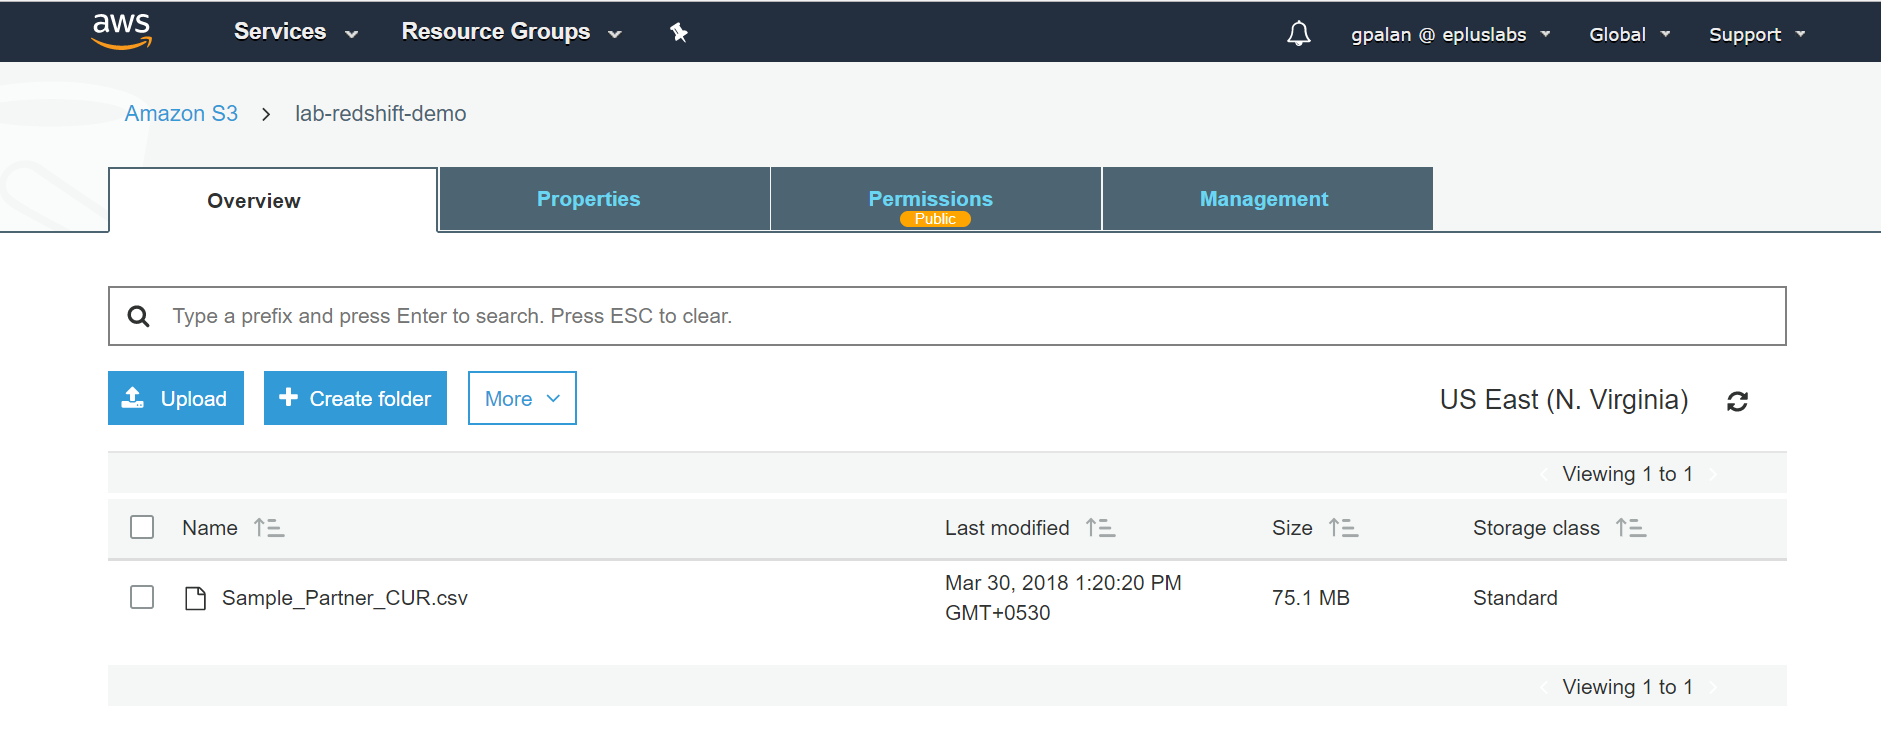 aws Services Resource Groups gpalan @ epluslabs Global Support
Amazon S3 > lab-redshift-demo
Overview Properties Permissions Management
Public
Type a prefix and press Enter to search. Press ESC to clear.
Upload + Create folder More US East (N. Virginia)
Viewing 1 to 1
Name Last modified Size Storage class
Sample_Partner_CUR.csv Mar 30, 2018 1:20:20 PM 75.1 MB Standard
GMT+0530
Viewing 1 to 1